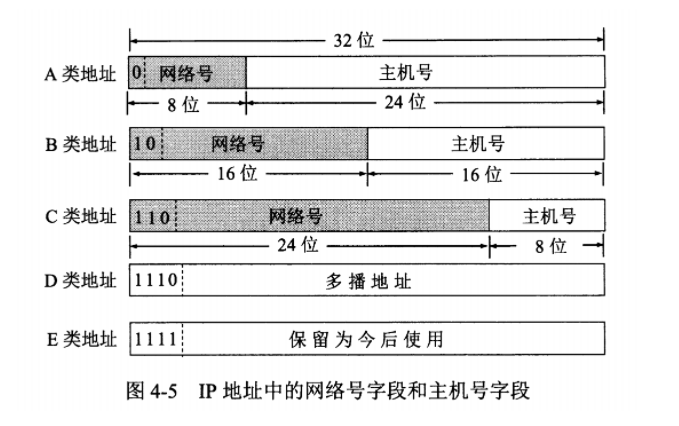 32 位
A 类地址 0 网络号 主机号
8 位 24 位
B 类地址 10 网络号 主机号
16 位 16 位
C 类地址 110 网络号 主机号
24 位 8 位
D 类地址 1110 多播地址
E 类地址 1111 保留为今后使用
图 4-5 IP 地址中的网络号字段和主机号字段